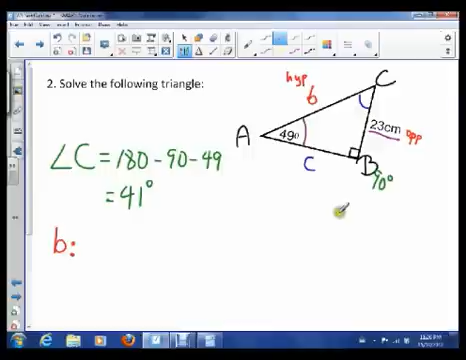 2. Solve the following triangle:
hyp
b
C
A
49°
23cm opp
c
B
90°
∠C = 180 - 90 - 49
= 41°
b: